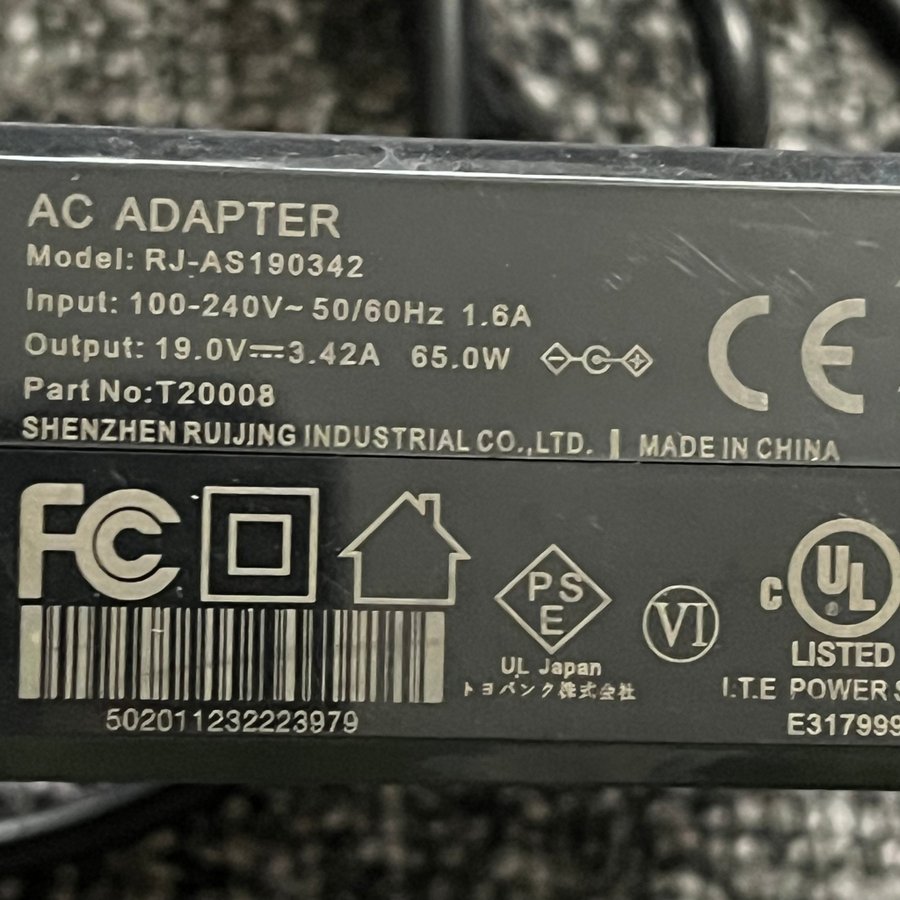 AC ADAPTER
Model: RJ-AS190342
Input: 100-240V~ 50/60Hz 1.6A
Output: 19.0V⎓3.42A 65.0W
Part No:T20008
SHENZHEN RUIJING INDUSTRIAL CO.,LTD. | MADE IN CHINA
CE
FC
PS
E
UL Japan
トヨバンク株式会社
VI
C UL
LISTED
I.T.E POWER
E317999
502011232223979